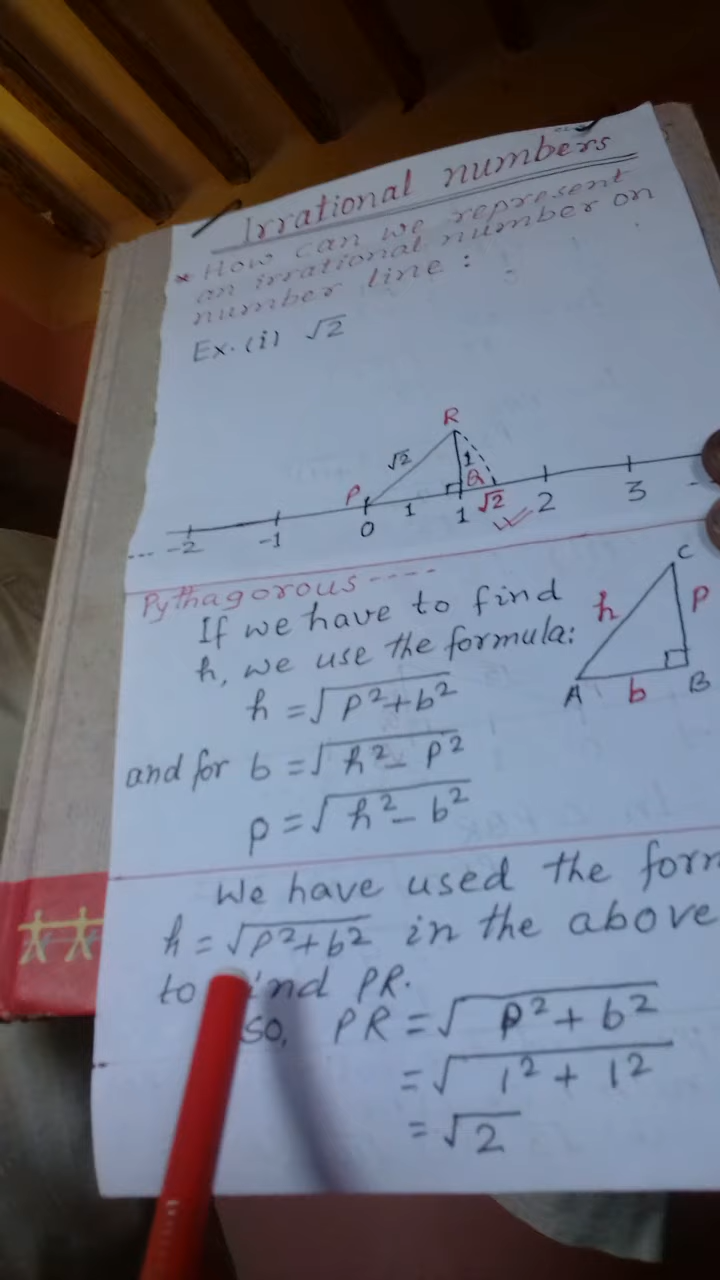 Irrational numbers
* How can we represent
an irrational number on
number line :
Ex. (i) √2
R
√2
1
P
Q
... -2 -1 0 1 1 √2 2 3
Pythagorous ----
If we have to find
h, we use the formula:
h = √p²+b²
and for b = √h²- p²
p = √h²- b²
C
h
p
A
b
B
We have used the form
h = √p²+b² in the above
to find PR.
so, PR = √p²+ b²
= √1²+ 1²
= √2